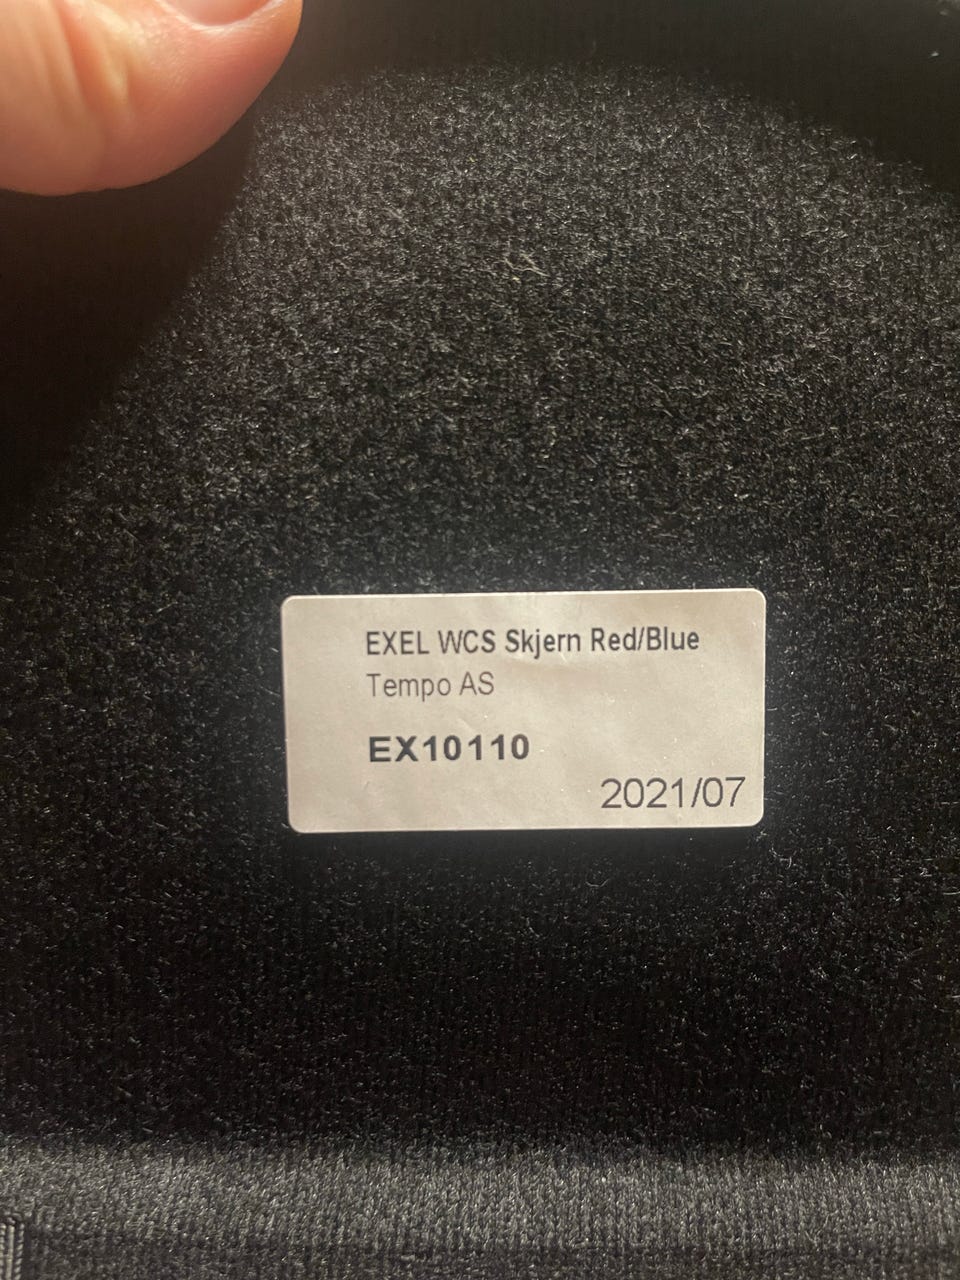 EXEL WCS Skjern Red/Blue
Tempo AS
EX10110
2021/07